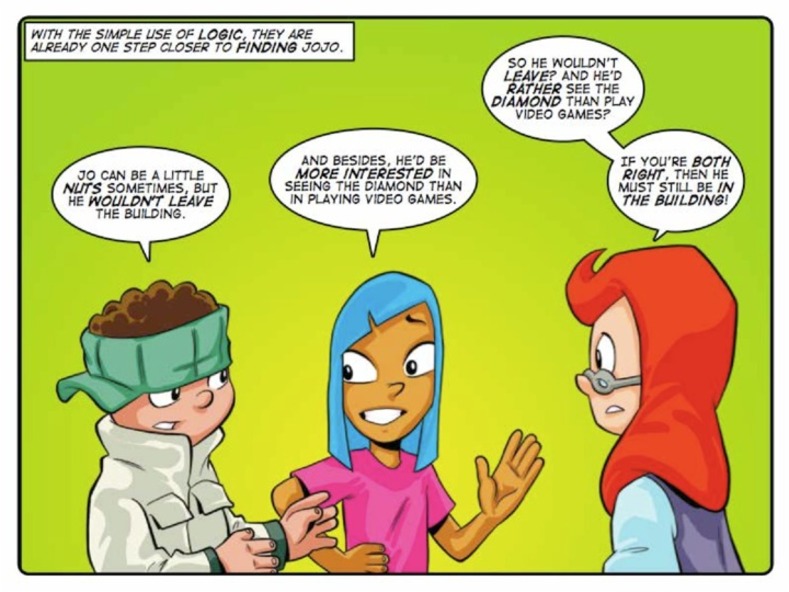 WITH THE SIMPLE USE OF LOGIC, THEY ARE
ALREADY ONE STEP CLOSER TO FINDING JOJO.
JO CAN BE A LITTLE
NUTS SOMETIMES, BUT
HE WOULDN'T LEAVE
THE BUILDING.
AND BESIDES, HE'D BE
MORE INTERESTED IN
SEEING THE DIAMOND THAN
IN PLAYING VIDEO GAMES.
SO HE WOULDN'T
LEAVE? AND HE'D
RATHER SEE THE
DIAMOND THAN PLAY
VIDEO GAMES?
IF YOU'RE BOTH
RIGHT, THEN HE
MUST STILL BE IN
THE BUILDING!